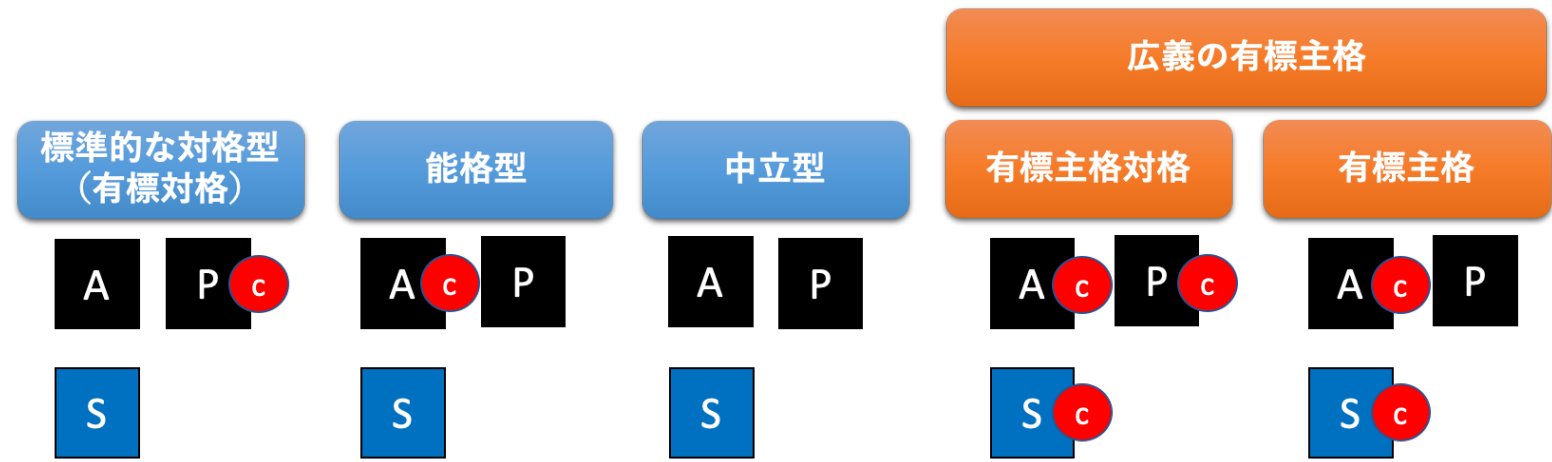 広義の有標主格
標準的な対格型
（有標対格）
能格型
中立型
有標主格対格
有標主格
A P c
A c P
A P
A c P c
A c P
S
S
S
S c
S c